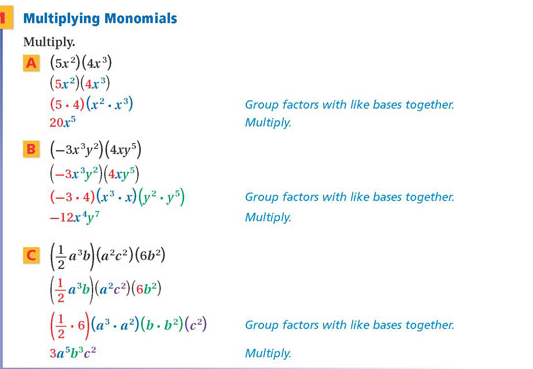 1 Multiplying Monomials
Multiply.
A (5x²)(4x³)
(5x²)(4x³)
(5 · 4)(x² · x³) Group factors with like bases together.
20x⁵ Multiply.
B (−3x³y²)(4xy⁵)
(−3x³y²)(4xy⁵)
(−3 · 4)(x³ · x)(y² · y⁵) Group factors with like bases together.
−12x⁴y⁷ Multiply.
C (1/2 a³b)(a²c²)(6b²)
(1/2 a³b)(a²c²)(6b²)
(1/2 · 6)(a³ · a²)(b · b²)(c²) Group factors with like bases together.
3a⁵b³c² Multiply.